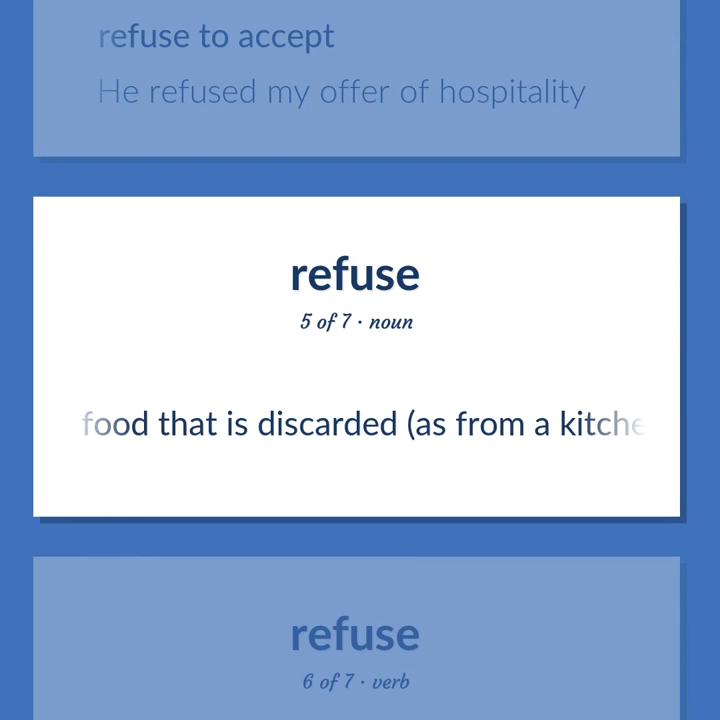 refuse to accept
He refused my offer of hospitality
refuse
5 of 7 · noun
food that is discarded (as from a kitche
refuse
6 of 7 · verb